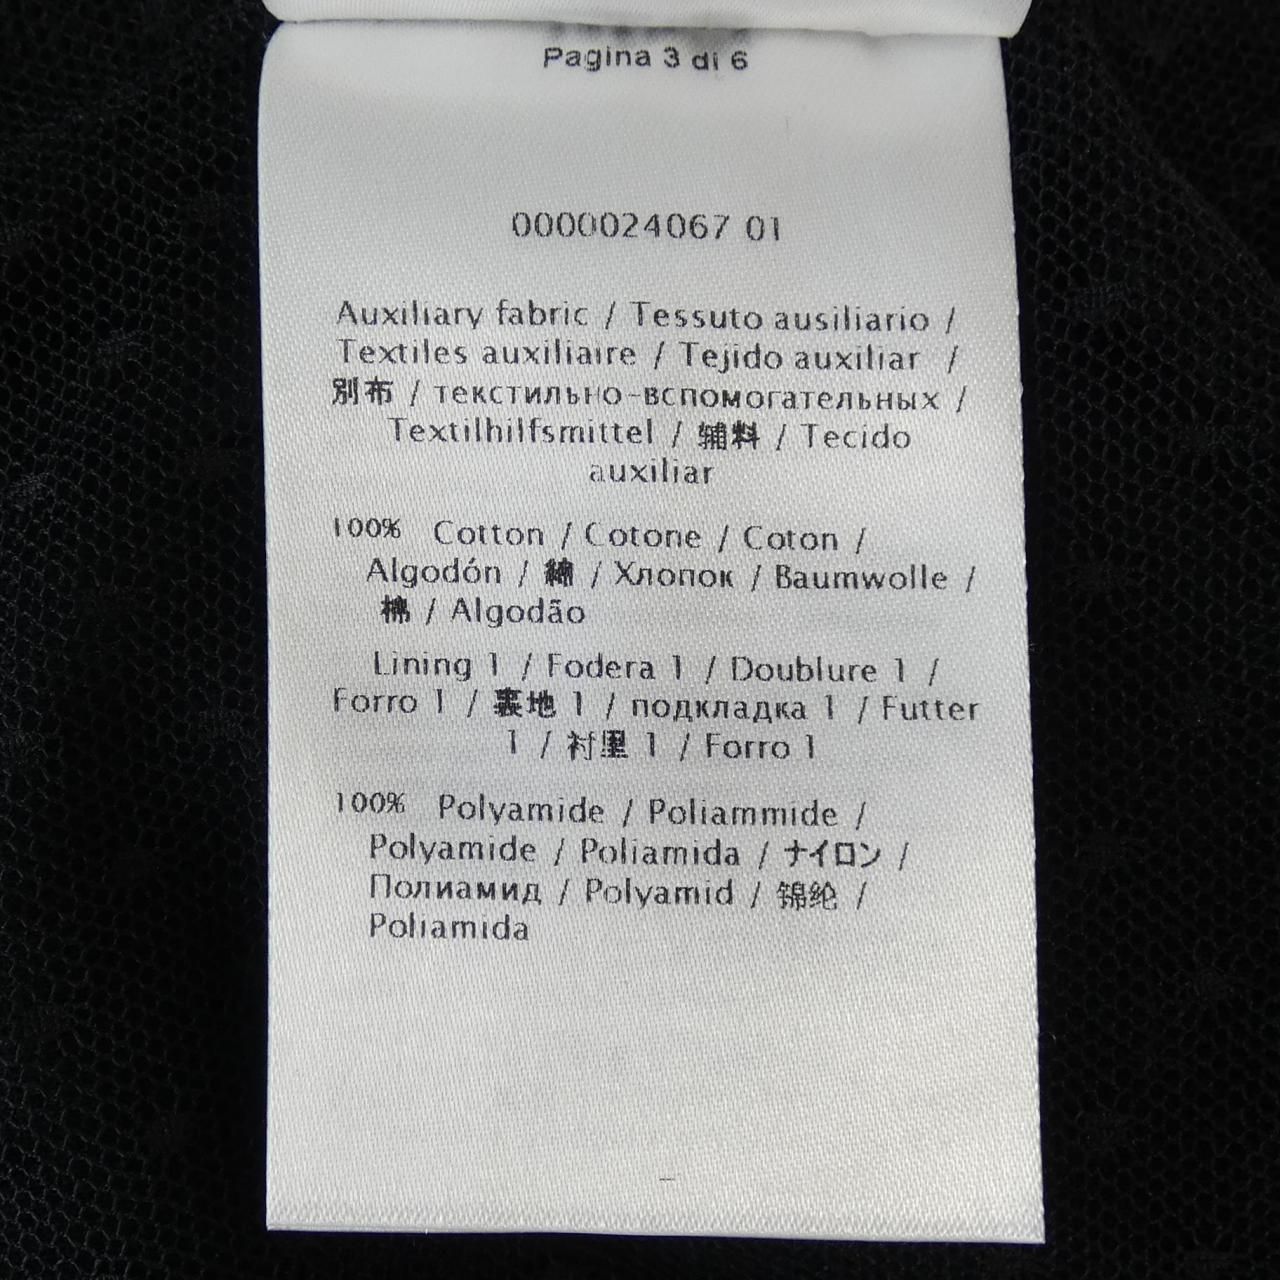 Pagina 3 di 6
0000024067 01
Auxiliary fabric / Tessuto ausiliario /
Textiles auxiliaire / Tejido auxiliar /
別布 / текстильно-вспомогательных /
Textilhilfsmittel / 辅料 / Tecido
auxiliar
100% Cotton / Cotone / Coton /
Algodón / 綿 / Хлопок / Baumwolle /
棉 / Algodão
Lining 1 / Fodera 1 / Doublure 1 /
Forro 1 / 裏地 1 / подкладка 1 / Futter
1 / 衬里 1 / Forro 1
100% Polyamide / Poliammide /
Polyamide / Poliamida / ナイロン /
Полиамид / Polyamid / 锦纶 /
Poliamida